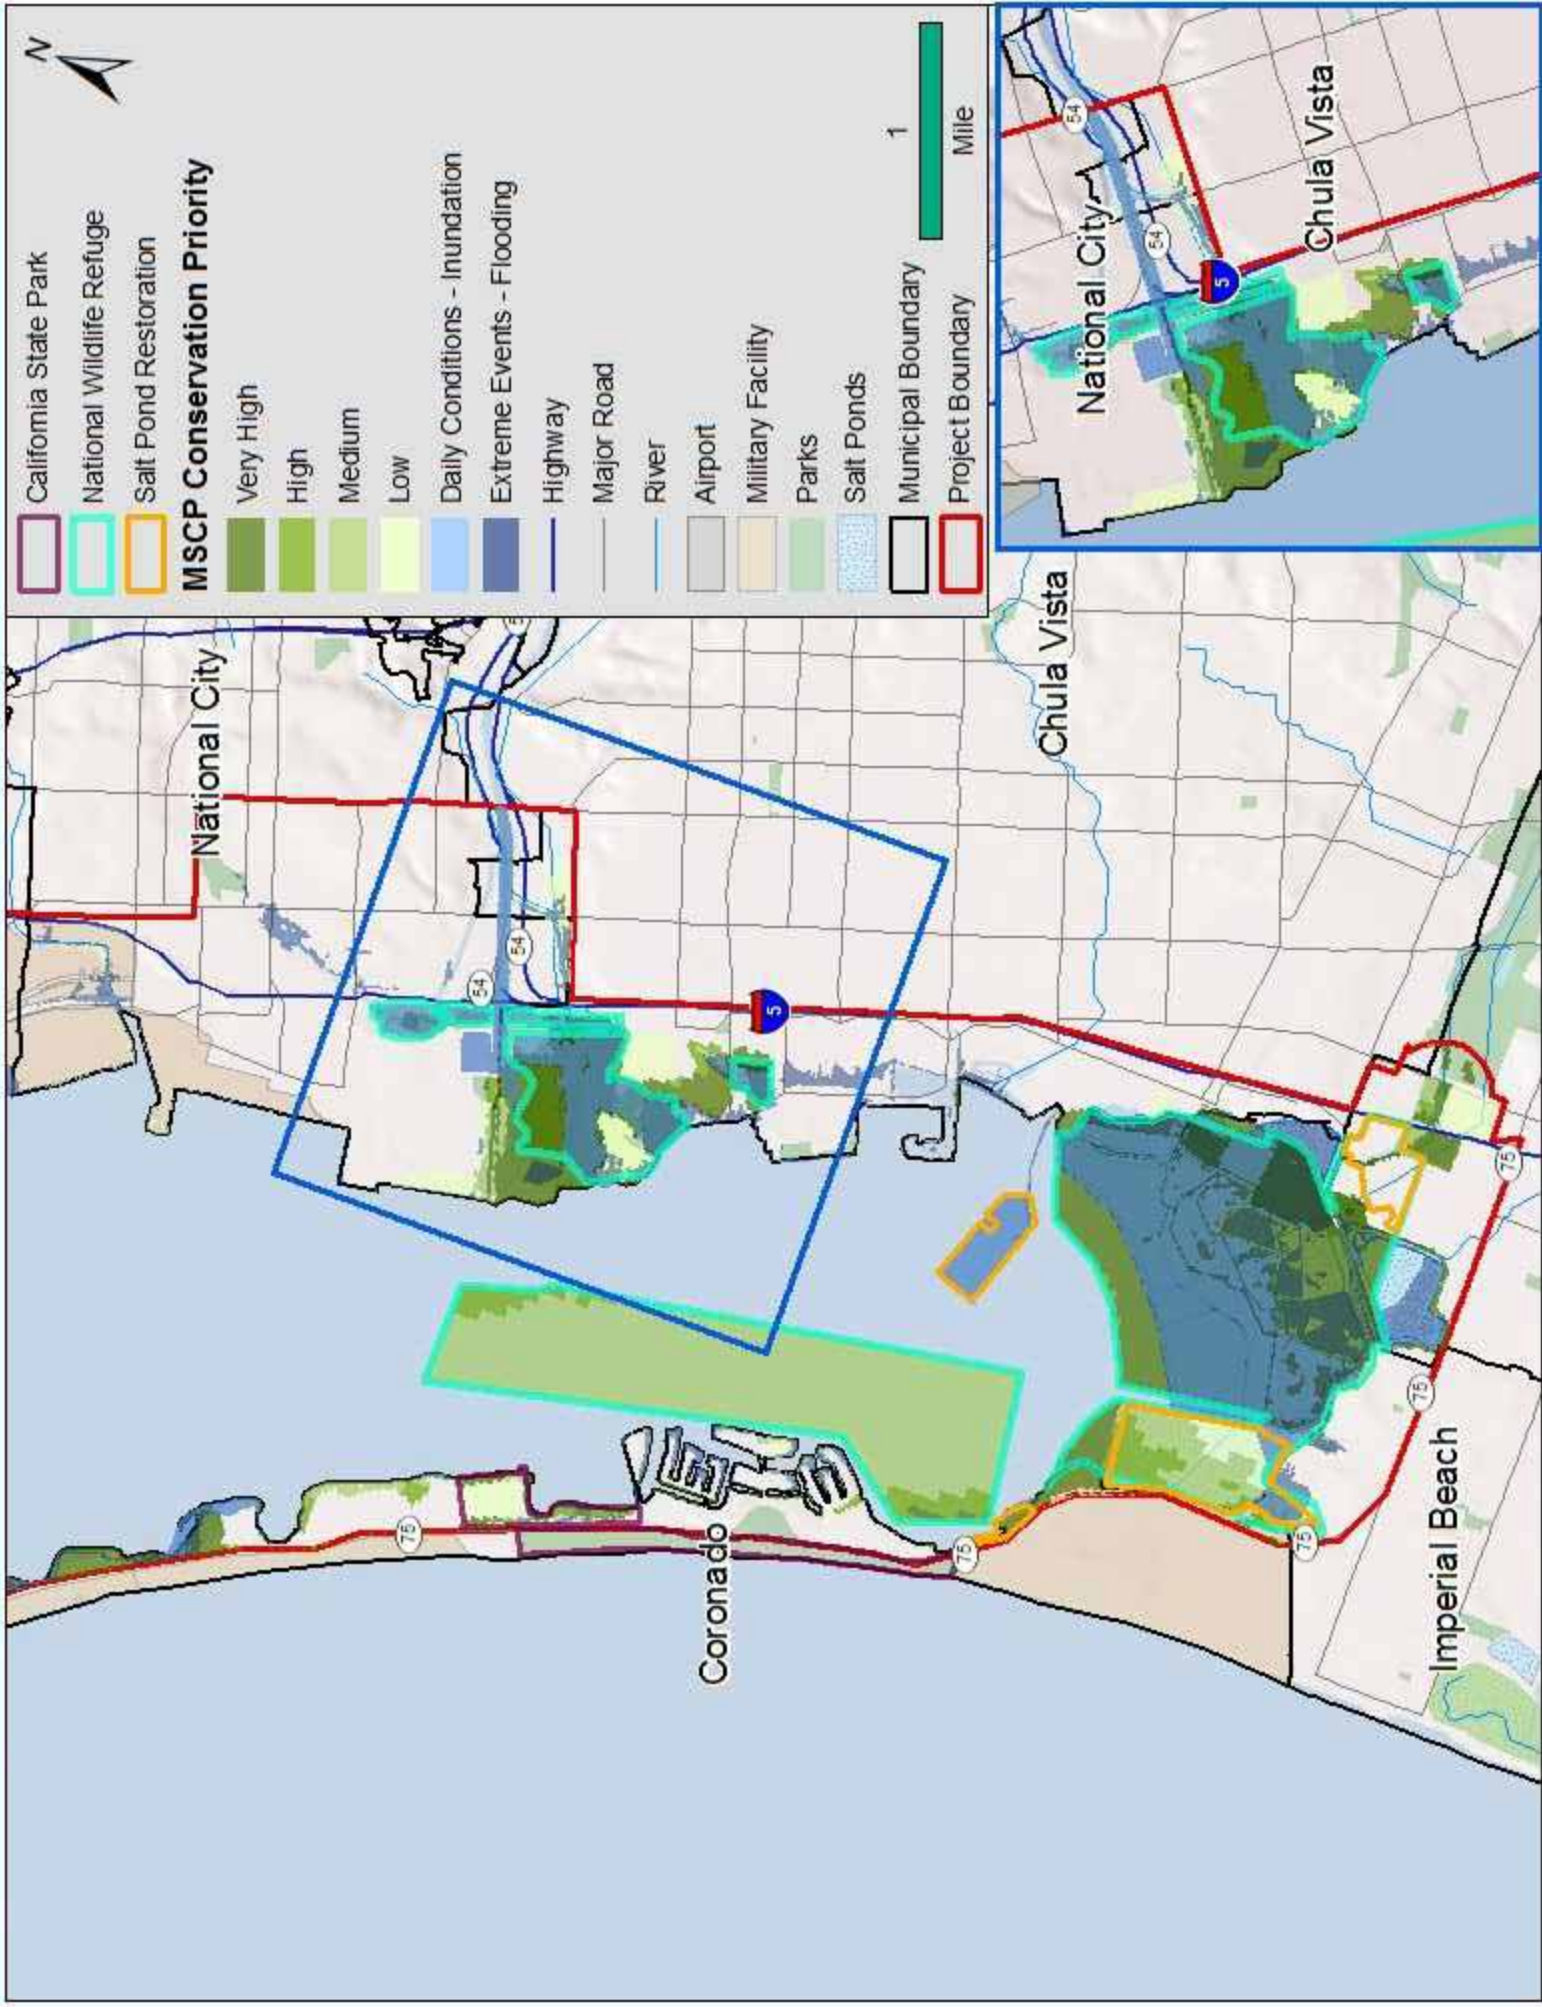 N
California State Park
National Wildlife Refuge
Salt Pond Restoration
MSCP Conservation Priority
Very High
High
Medium
Low
Daily Conditions - Inundation
Extreme Events - Flooding
Highway
Major Road
River
Airport
Military Facility
Parks
Salt Ponds
Municipal Boundary
Project Boundary
1
Mile
National City
54
54
5
Chula Vista
Coronado
75
75
75
75
75
Imperial Beach
National City
54
54
5
Chula Vista